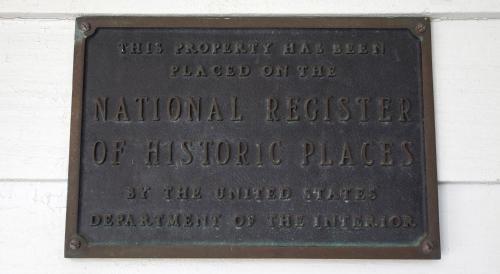 THIS PROPERTY HAS BEEN
PLACED ON THE
NATIONAL REGISTER
OF HISTORIC PLACES
BY THE UNITED STATES
DEPARTMENT OF THE INTERIOR